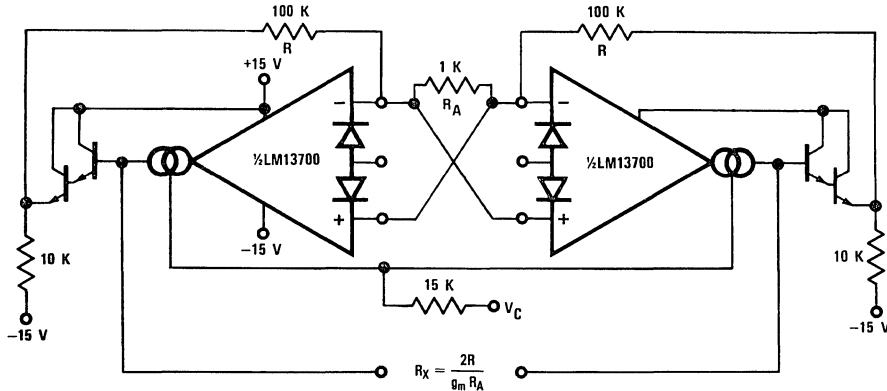 100 K
R
100 K
R
+15 V
1 K
R_A
−
−
½LM13700
½LM13700
+
+
−15 V
10 K
10 K
15 K
V_C
−15 V
−15 V
R_X = 2R / g_m R_A